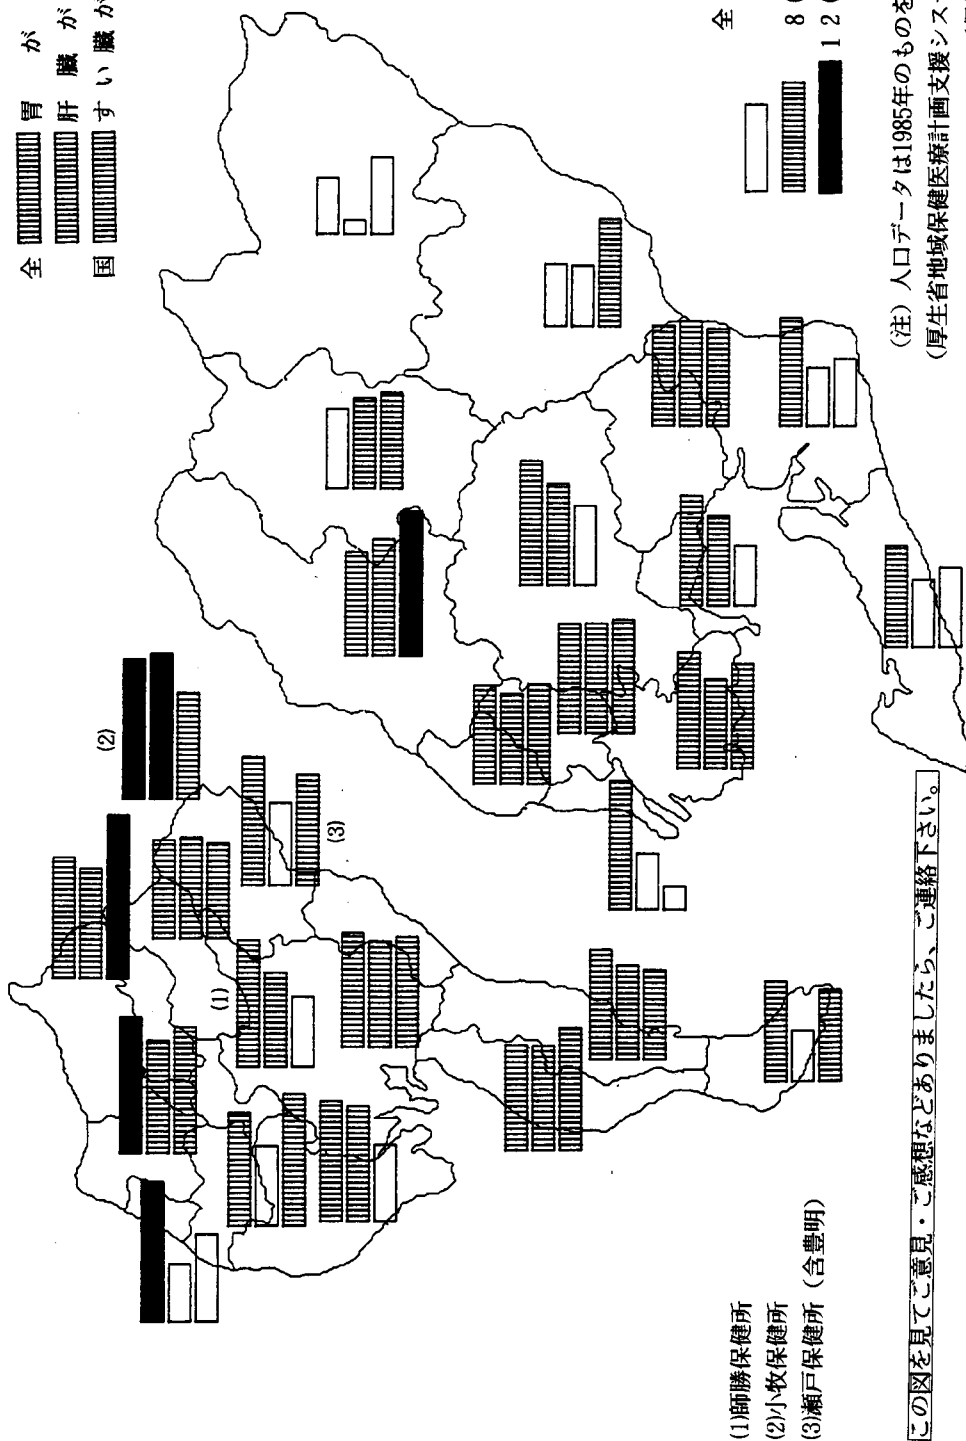 全 胃 が
肝 臓 が
国 す い 臓 が
全
8(
12(
(注) 人口データは1985年のものを
(厚生省地域保健医療計画支援シス
(2)
(3)
(1)
(1)師勝保健所
(2)小牧保健所
(3)瀬戸保健所 (含豊明)
この図を見てご意見・ご感想などありましたら、ご連絡下さい。